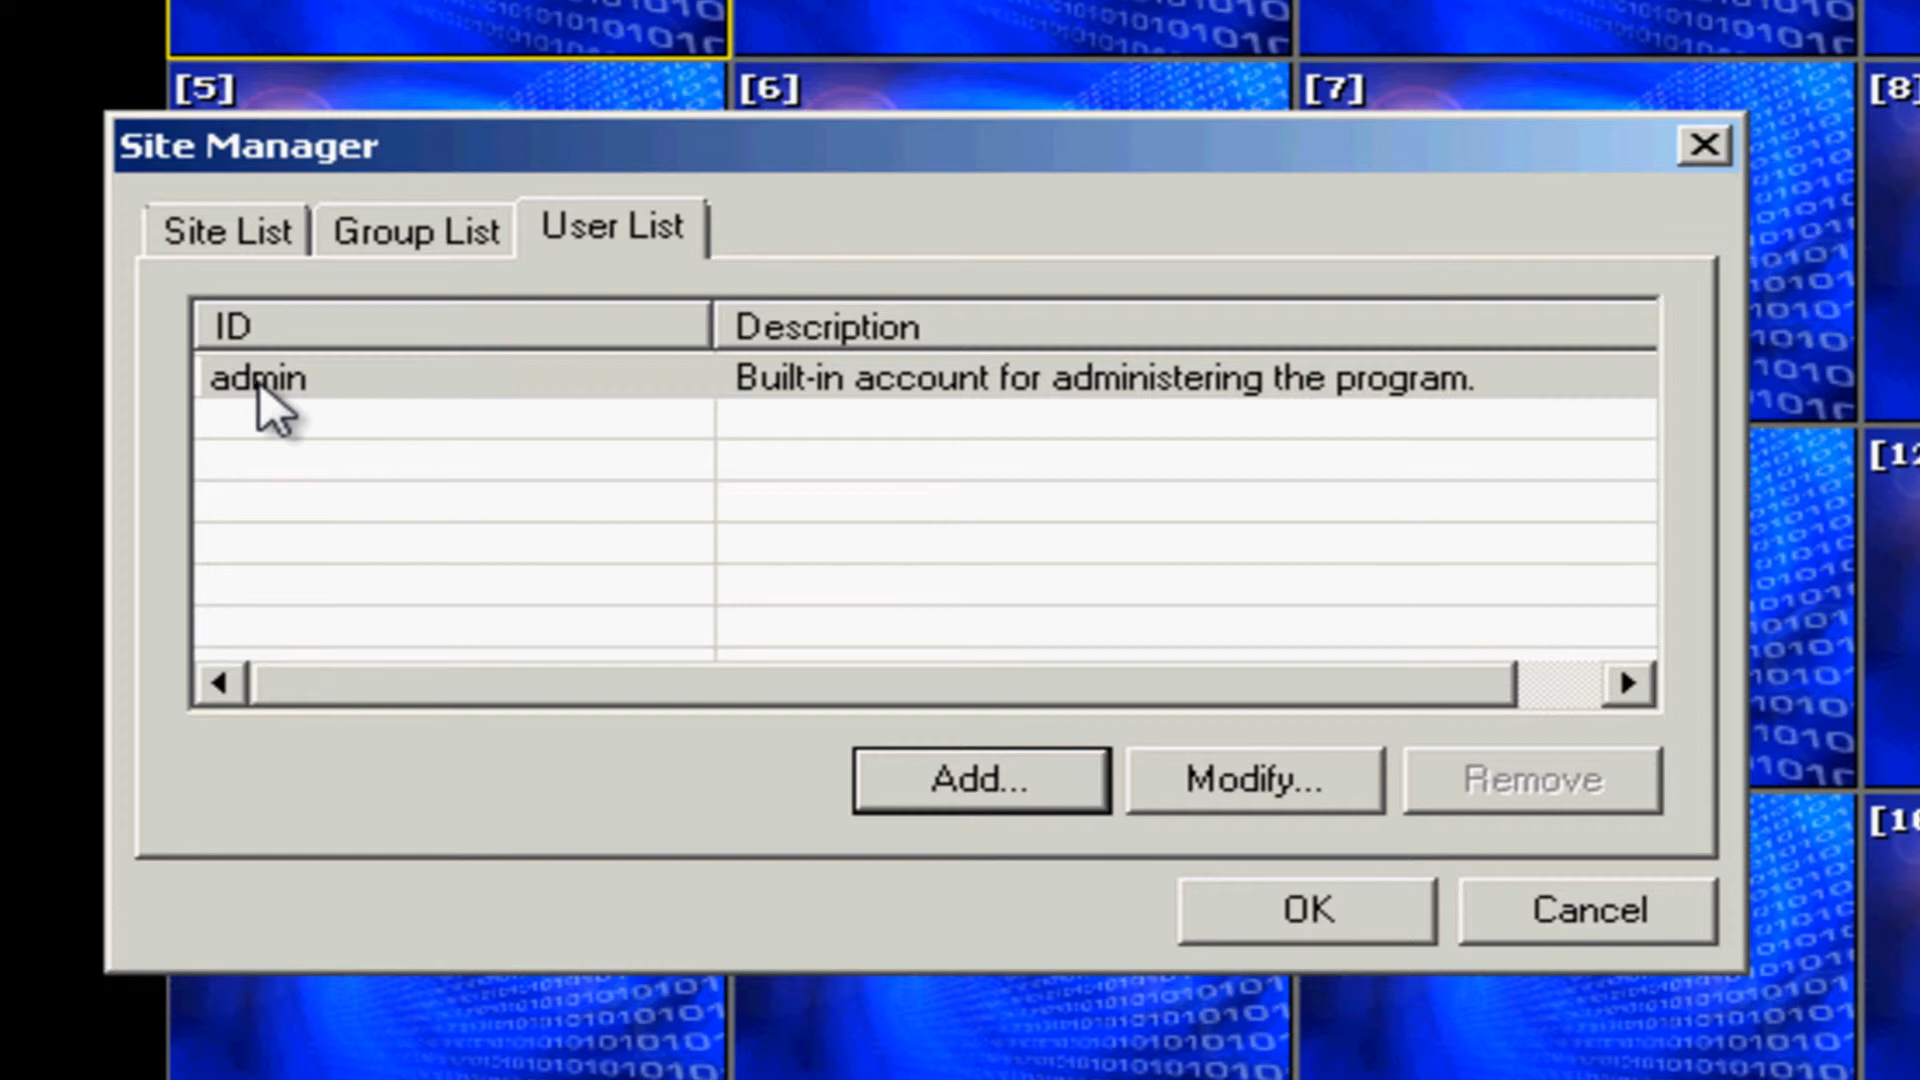 [5]
[6]
[7]
Site Manager
Site List
Group List
User List
ID
Description
admin
Built-in account for administering the program.
Add...
Modify...
Remove
OK
Cancel